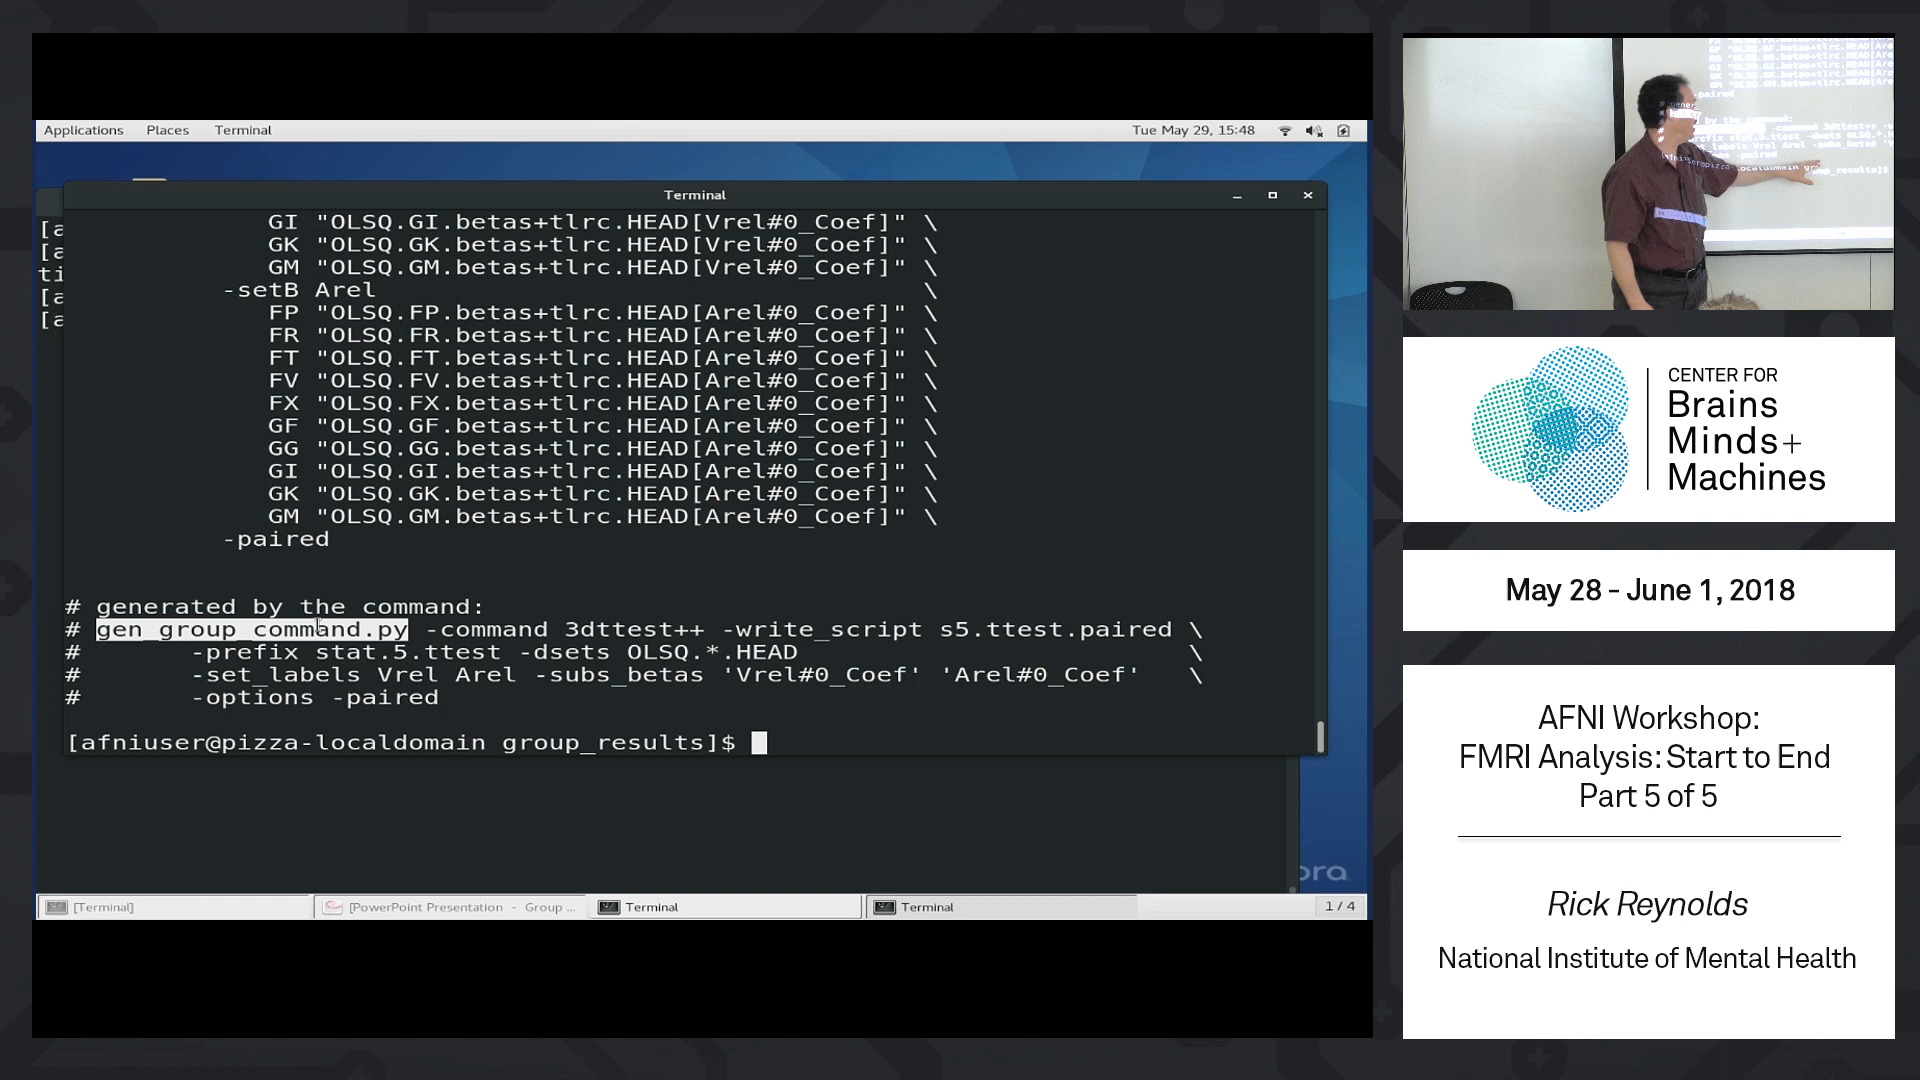 Applications Places Terminal
Tue May 29, 15:48
Terminal
[a
[a
ti
[a
[a
GI "OLSQ.GI.betas+tlrc.HEAD[Vrel#0_Coef]" \
GK "OLSQ.GK.betas+tlrc.HEAD[Vrel#0_Coef]" \
GM "OLSQ.GM.betas+tlrc.HEAD[Vrel#0_Coef]" \
-setB Arel \
FP "OLSQ.FP.betas+tlrc.HEAD[Arel#0_Coef]" \
FR "OLSQ.FR.betas+tlrc.HEAD[Arel#0_Coef]" \
FT "OLSQ.FT.betas+tlrc.HEAD[Arel#0_Coef]" \
FV "OLSQ.FV.betas+tlrc.HEAD[Arel#0_Coef]" \
FX "OLSQ.FX.betas+tlrc.HEAD[Arel#0_Coef]" \
GF "OLSQ.GF.betas+tlrc.HEAD[Arel#0_Coef]" \
GG "OLSQ.GG.betas+tlrc.HEAD[Arel#0_Coef]" \
GI "OLSQ.GI.betas+tlrc.HEAD[Arel#0_Coef]" \
GK "OLSQ.GK.betas+tlrc.HEAD[Arel#0_Coef]" \
GM "OLSQ.GM.betas+tlrc.HEAD[Arel#0_Coef]" \
-paired
# generated by the command:
# gen_group_command.py -command 3dttest++ -write_script s5.ttest.paired \
# -prefix stat.5.ttest -dsets OLSQ.*.HEAD \
# -set_labels Vrel Arel -subs_betas 'Vrel#0_Coef' 'Arel#0_Coef' \
# -options -paired
[afniuser@pizza-localdomain group_results]$
ora
[Terminal]
[PowerPoint Presentation - Group ...
Terminal
Terminal
1 / 4
CENTER FOR
Brains
Minds+
Machines
May 28 - June 1, 2018
AFNI Workshop:
FMRI Analysis: Start to End
Part 5 of 5
Rick Reynolds
National Institute of Mental Health